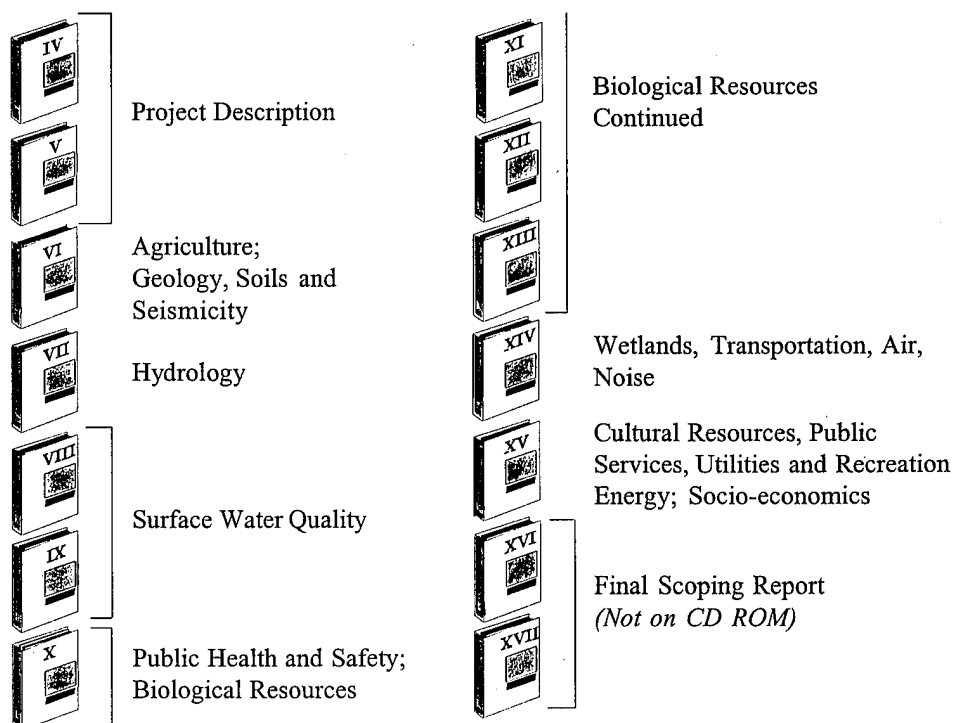 IV
V
Project Description
VI
Agriculture;
Geology, Soils and
Seismicity
VII
Hydrology
VIII
IX
Surface Water Quality
X
Public Health and Safety;
Biological Resources
XI
XII
XIII
Biological Resources
Continued
XIV
Wetlands, Transportation, Air,
Noise
XV
Cultural Resources, Public
Services, Utilities and Recreation
Energy; Socio-economics
XVI
XVII
Final Scoping Report
(Not on CD ROM)